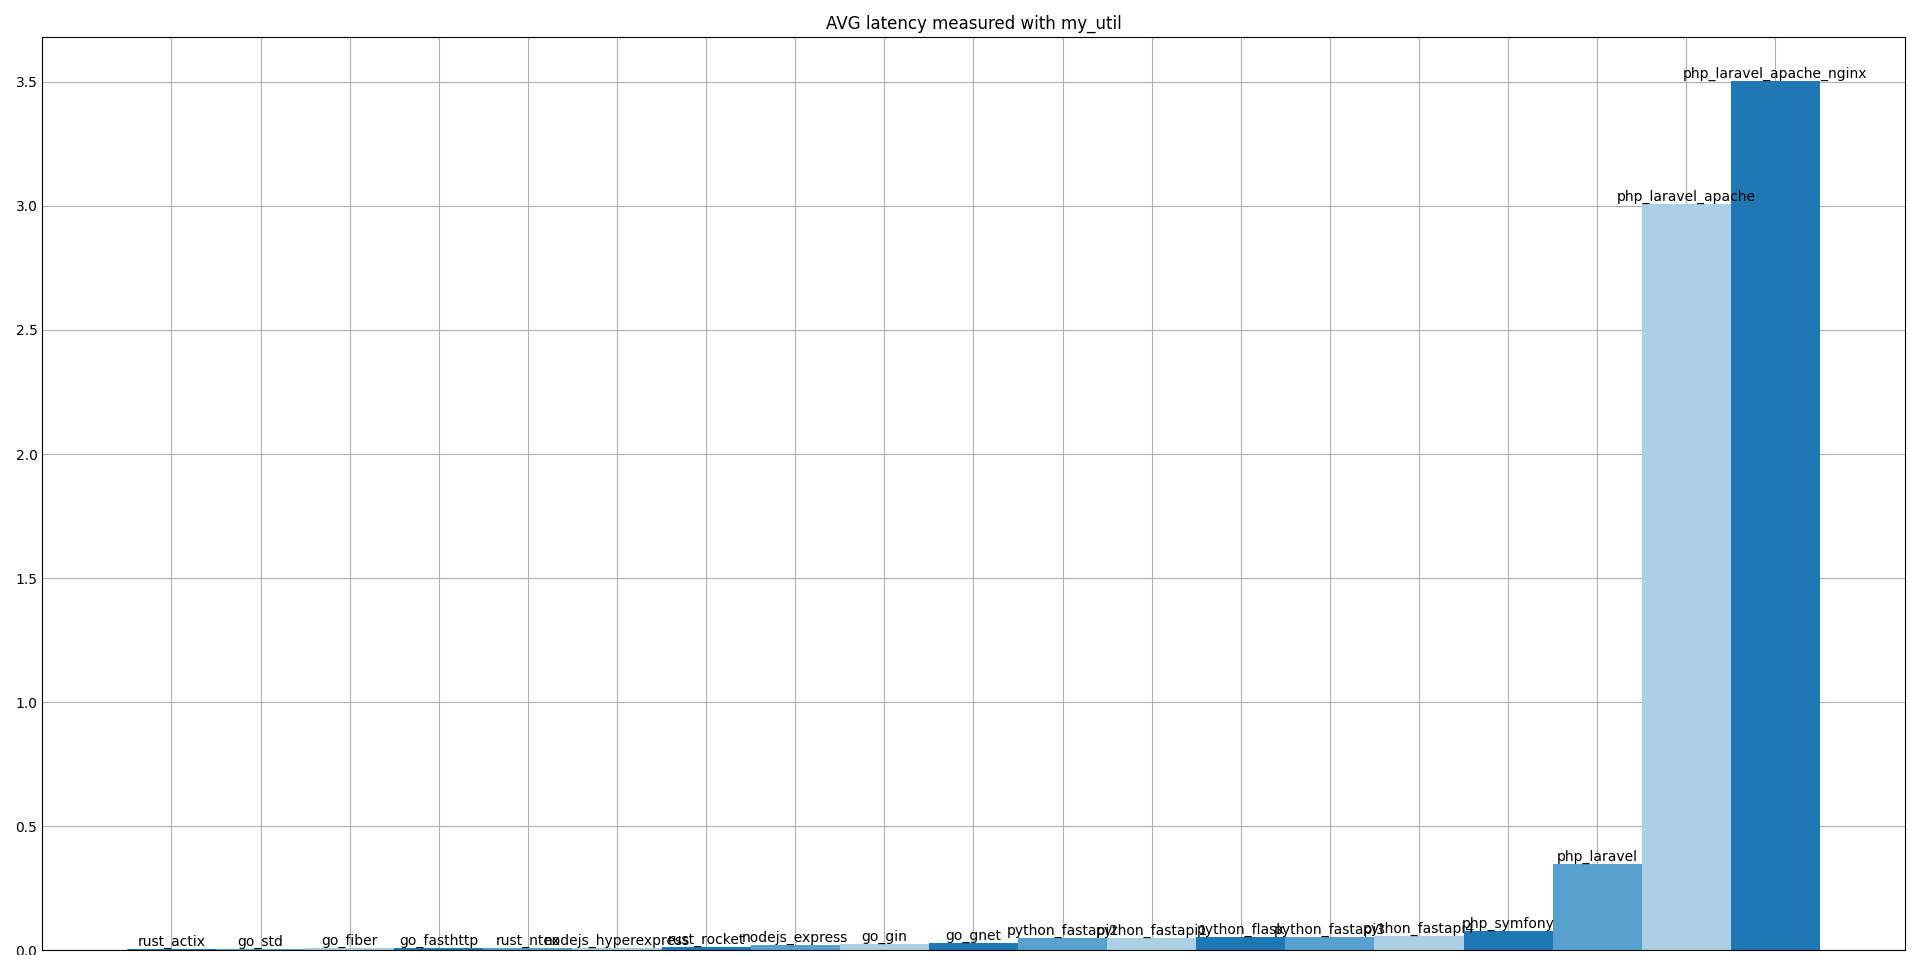 AVG latency measured with my_util
3.5
3.0
2.5
2.0
1.5
1.0
0.5
0.0
rust_actix
go_std
go_fiber
go_fasthttp
rust_ntex
nodejs_hyperexpress
rust_rocket
nodejs_express
go_gin
go_gnet
python_fastapi2
python_fastapi1
python_flask
python_fastapi3
python_fastapi4
php_symfony
php_laravel
php_laravel_apache
php_laravel_apache_nginx